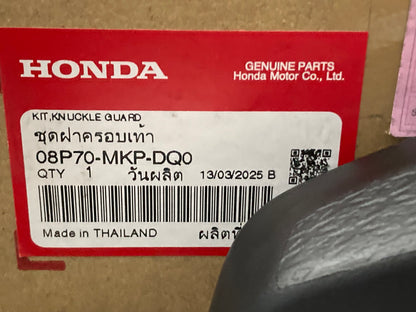 HONDA
GENUINE PARTS
Honda Motor Co., Ltd.
KIT,KNUCKLE GUARD
ชุดฝาครอบเท้า
08P70-MKP-DQ0
QTY 1 วันผลิต 13/03/2025 B
Made in THAILAND